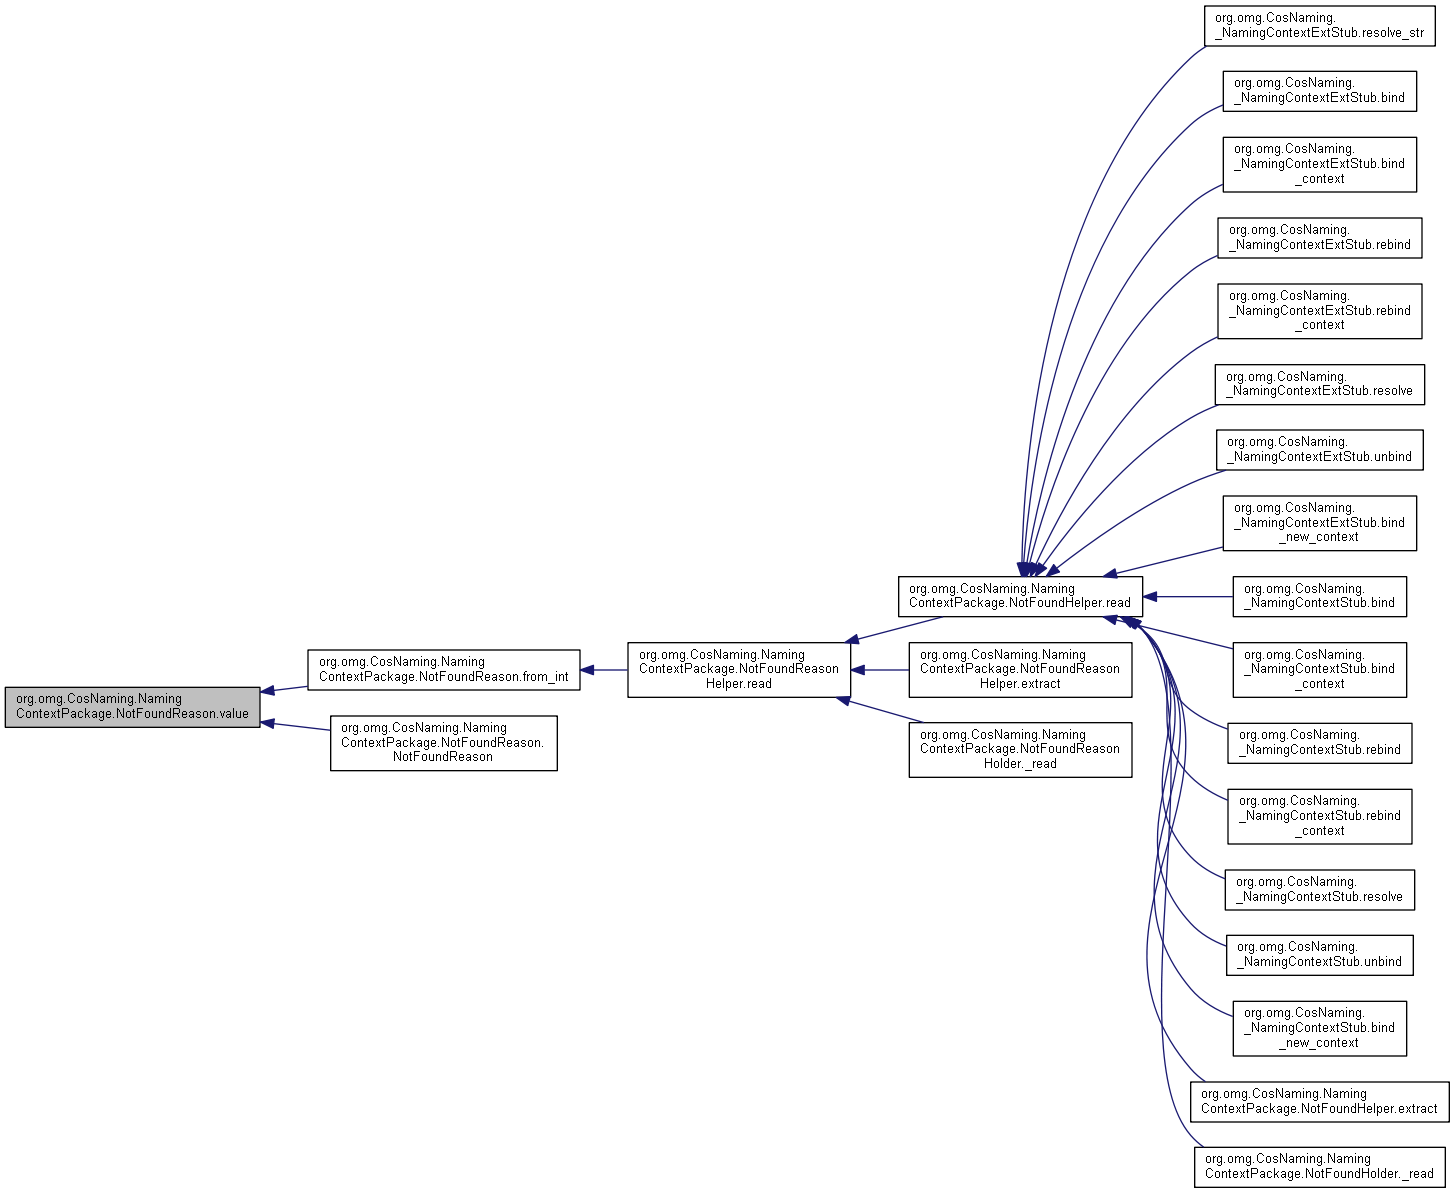 org.omg.CosNaming.Naming
ContextPackage.NotFoundReason.value
org.omg.CosNaming.Naming
ContextPackage.NotFoundReason.from_int
org.omg.CosNaming.Naming
ContextPackage.NotFoundReason.
NotFoundReason
org.omg.CosNaming.Naming
ContextPackage.NotFoundReason
Helper.read
org.omg.CosNaming.Naming
ContextPackage.NotFoundHelper.read
org.omg.CosNaming.Naming
ContextPackage.NotFoundReason
Helper.extract
org.omg.CosNaming.Naming
ContextPackage.NotFoundReason
Holder._read
org.omg.CosNaming.
_NamingContextExtStub.resolve_str
org.omg.CosNaming.
_NamingContextExtStub.bind
org.omg.CosNaming.
_NamingContextExtStub.bind
_context
org.omg.CosNaming.
_NamingContextExtStub.rebind
org.omg.CosNaming.
_NamingContextExtStub.rebind
_context
org.omg.CosNaming.
_NamingContextExtStub.resolve
org.omg.CosNaming.
_NamingContextExtStub.unbind
org.omg.CosNaming.
_NamingContextExtStub.bind
_new_context
org.omg.CosNaming.
_NamingContextStub.bind
org.omg.CosNaming.
_NamingContextStub.bind
_context
org.omg.CosNaming.
_NamingContextStub.rebind
org.omg.CosNaming.
_NamingContextStub.rebind
_context
org.omg.CosNaming.
_NamingContextStub.resolve
org.omg.CosNaming.
_NamingContextStub.unbind
org.omg.CosNaming.
_NamingContextStub.bind
_new_context
org.omg.CosNaming.Naming
ContextPackage.NotFoundHelper.extract
org.omg.CosNaming.Naming
ContextPackage.NotFoundHolder._read